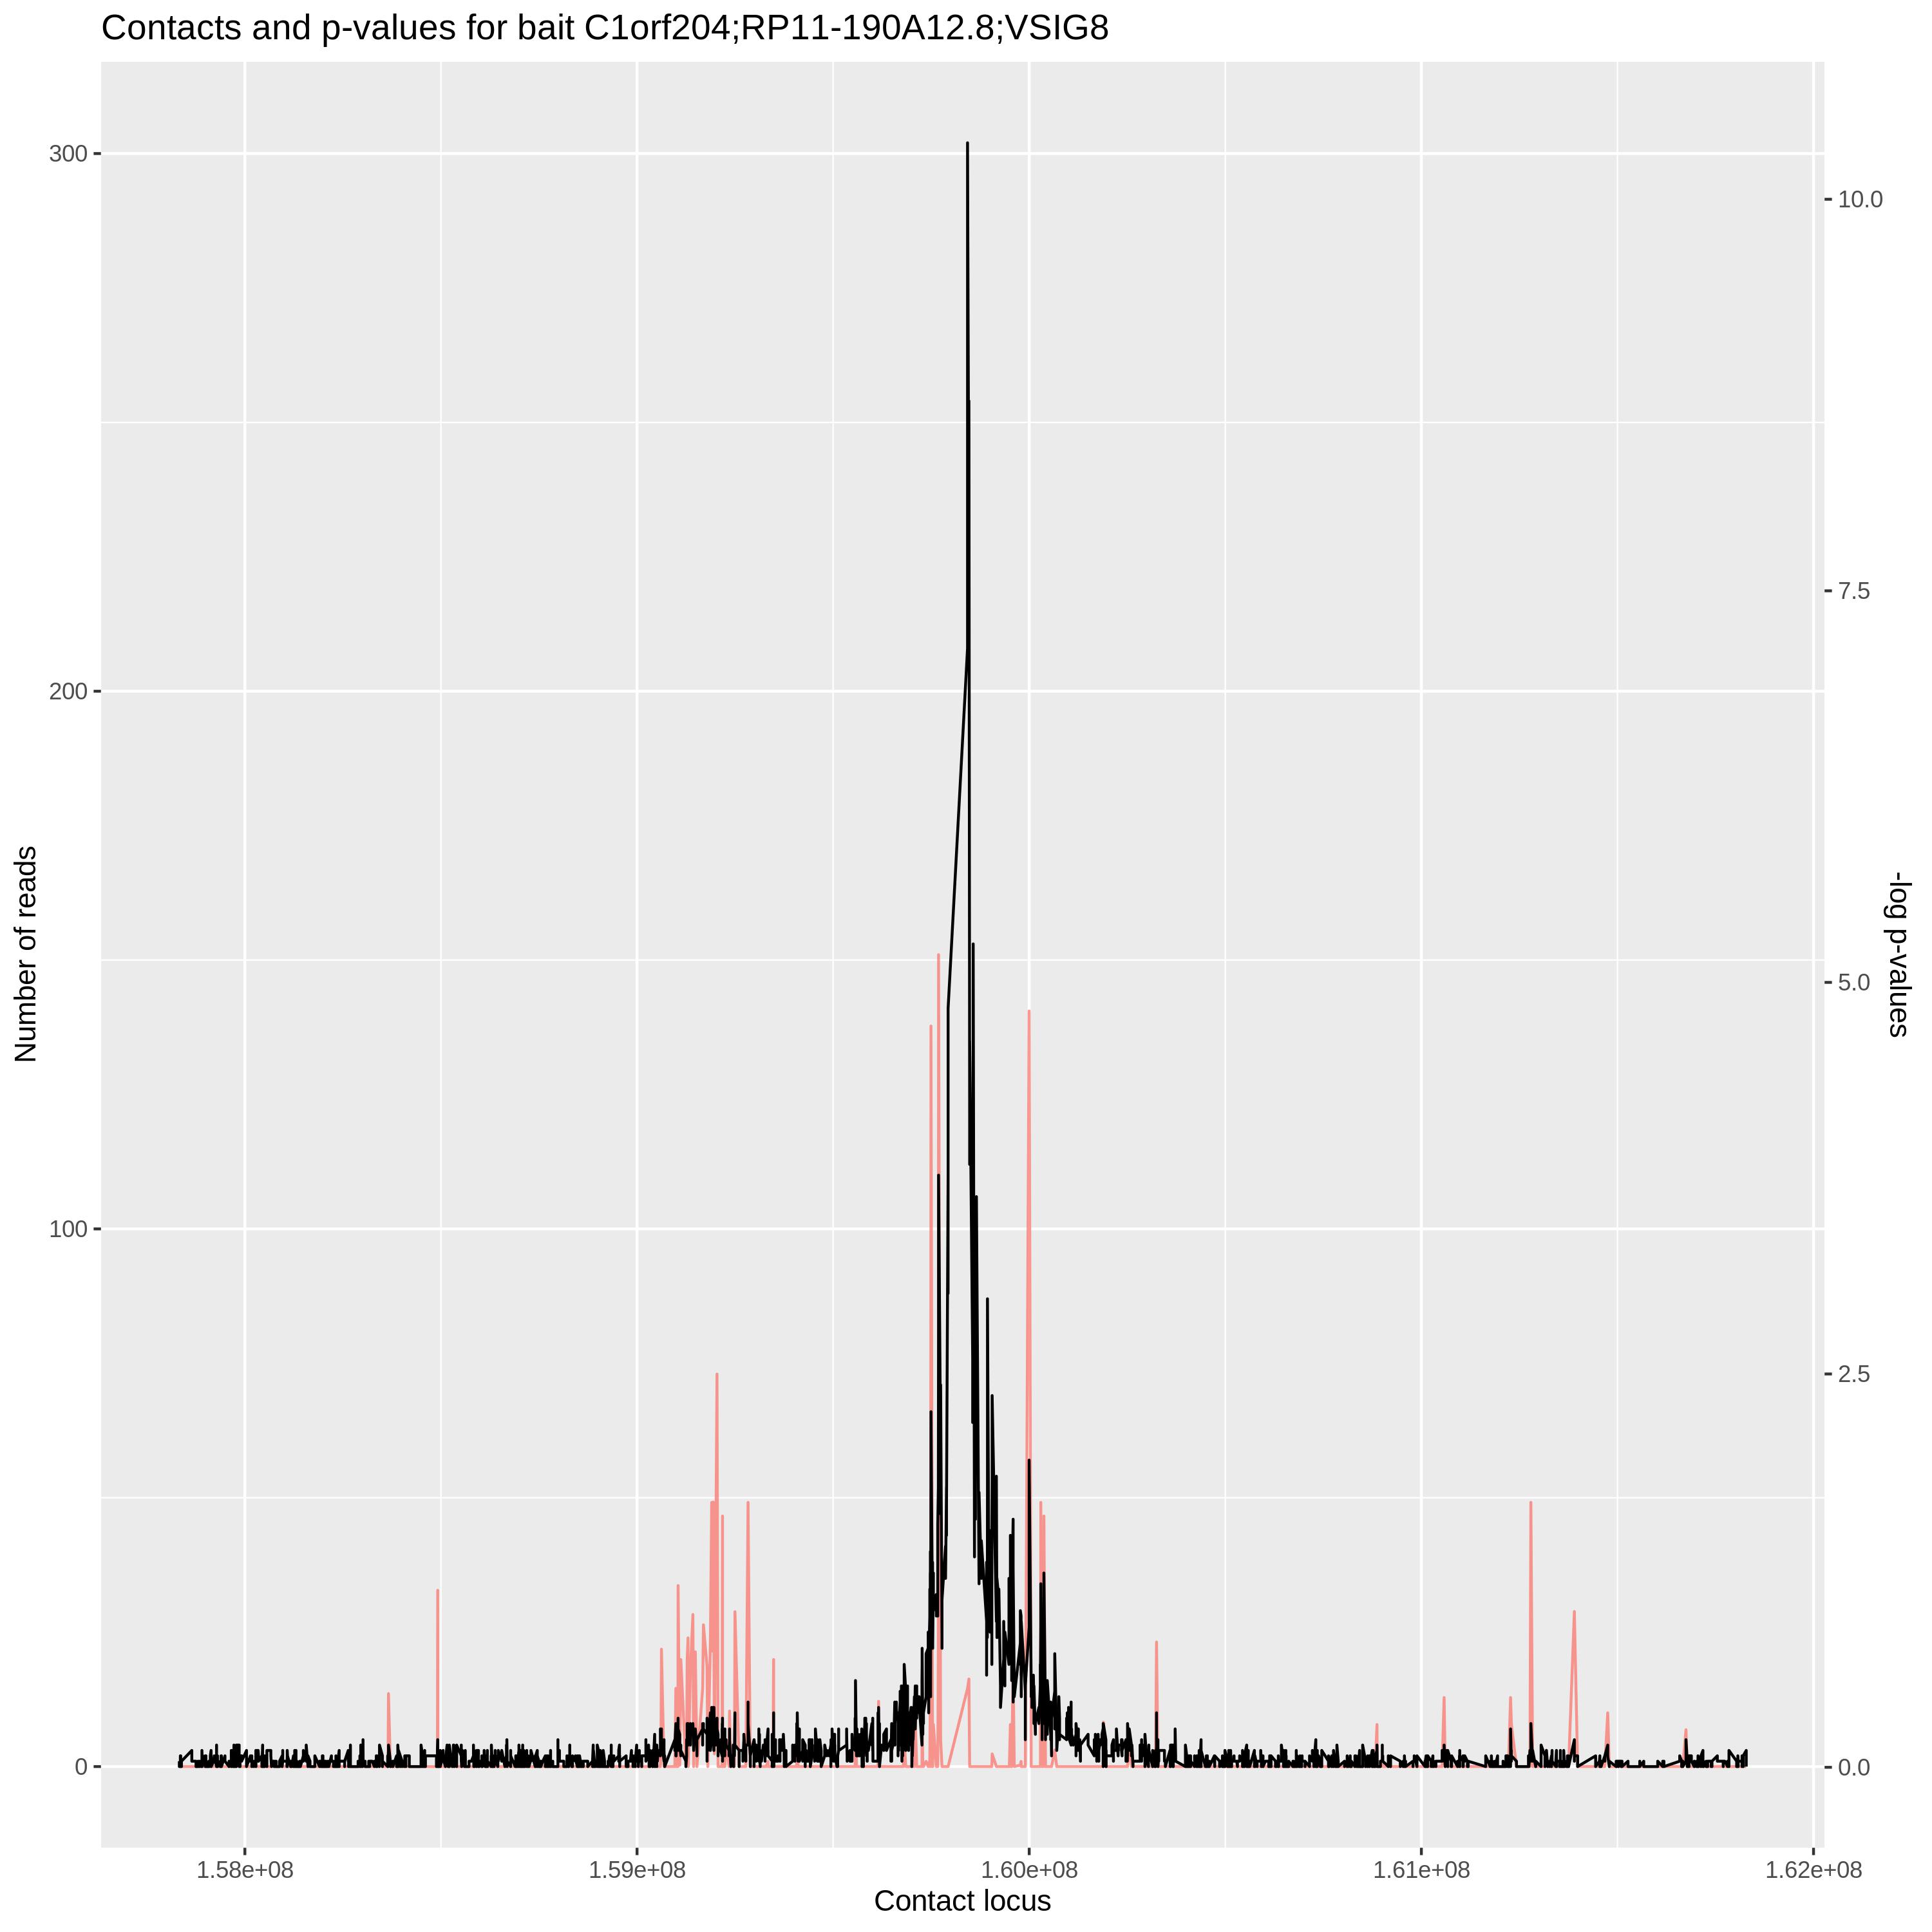 Contacts and p-values for bait C1orf204;RP11-190A12.8;VSIG8
300
200
100
0
Number of reads
10.0
7.5
5.0
2.5
0.0
-log p-values
1.58e+08
1.59e+08
1.60e+08
1.61e+08
1.62e+08
Contact locus